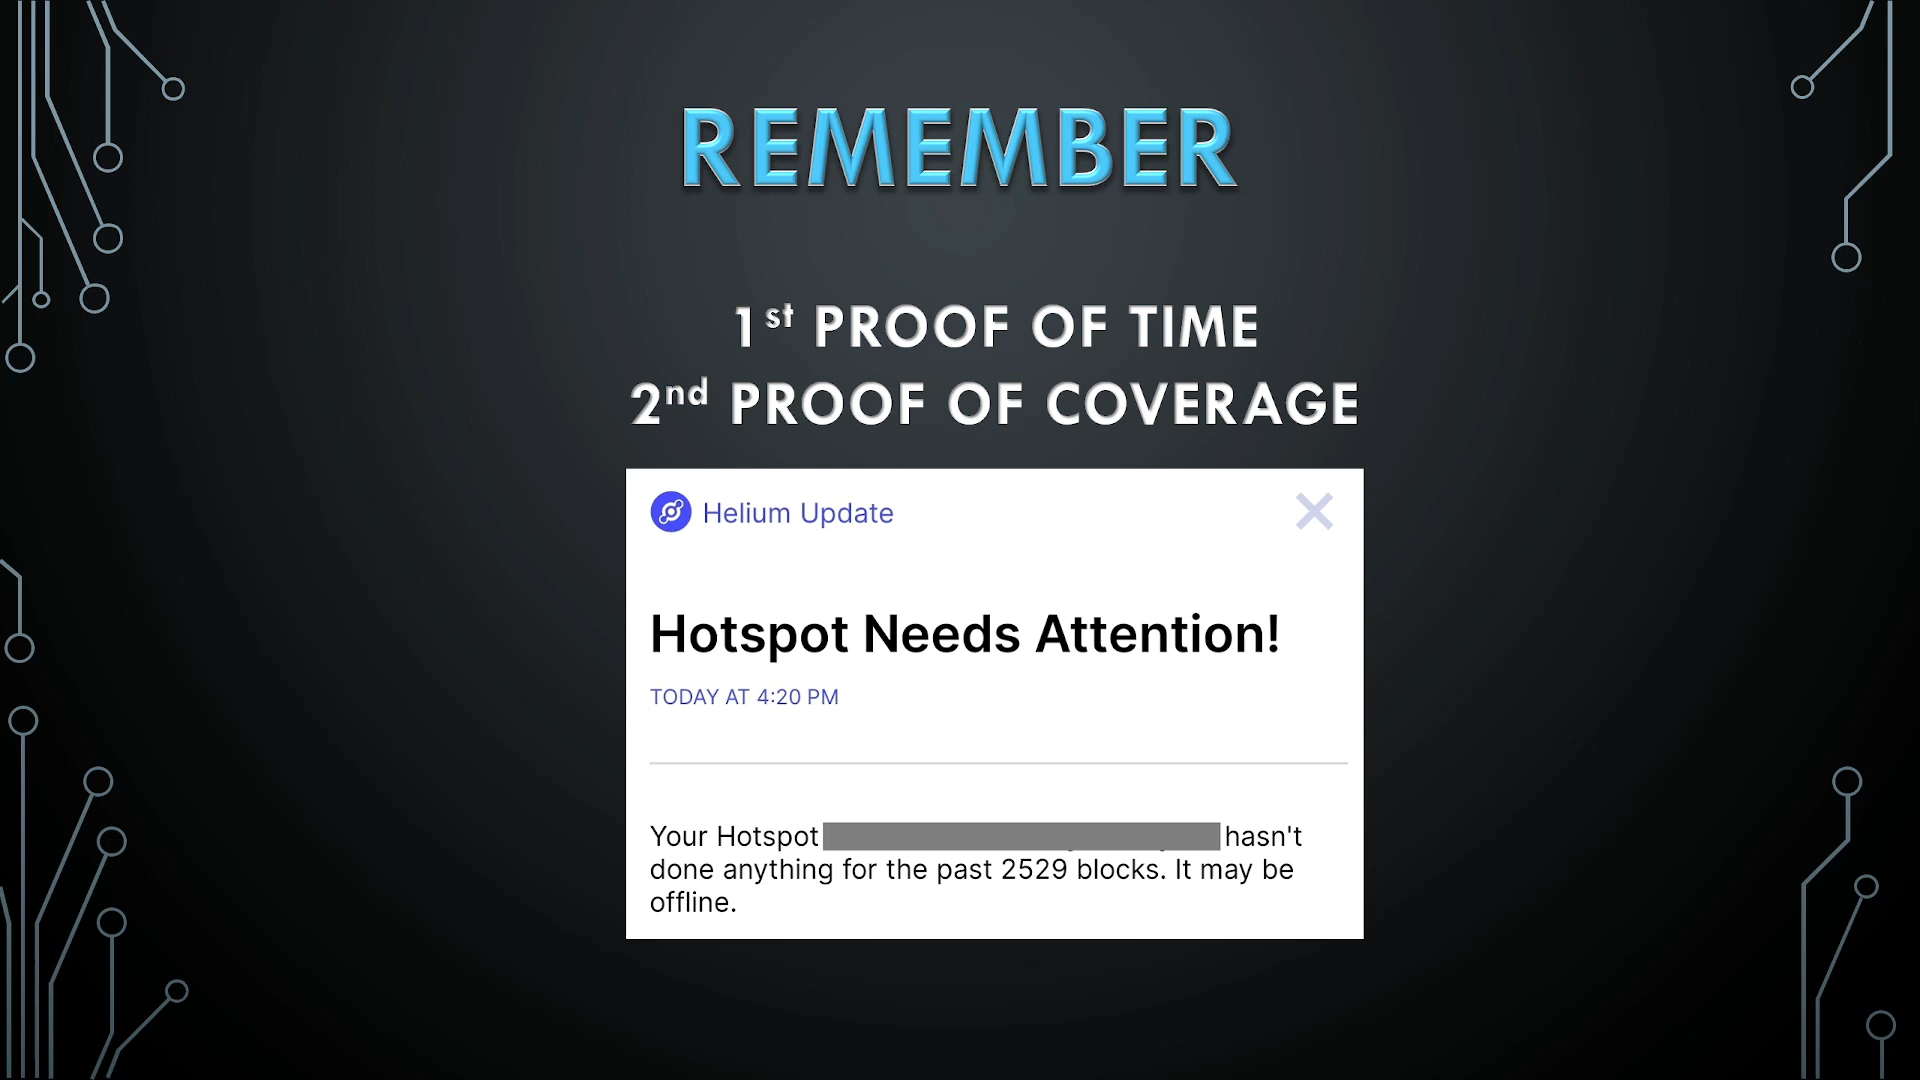 REMEMBER
1st PROOF OF TIME
2nd PROOF OF COVERAGE
Helium Update
Hotspot Needs Attention!
TODAY AT 4:20 PM
Your Hotspot hasn't
done anything for the past 2529 blocks. It may be
offline.